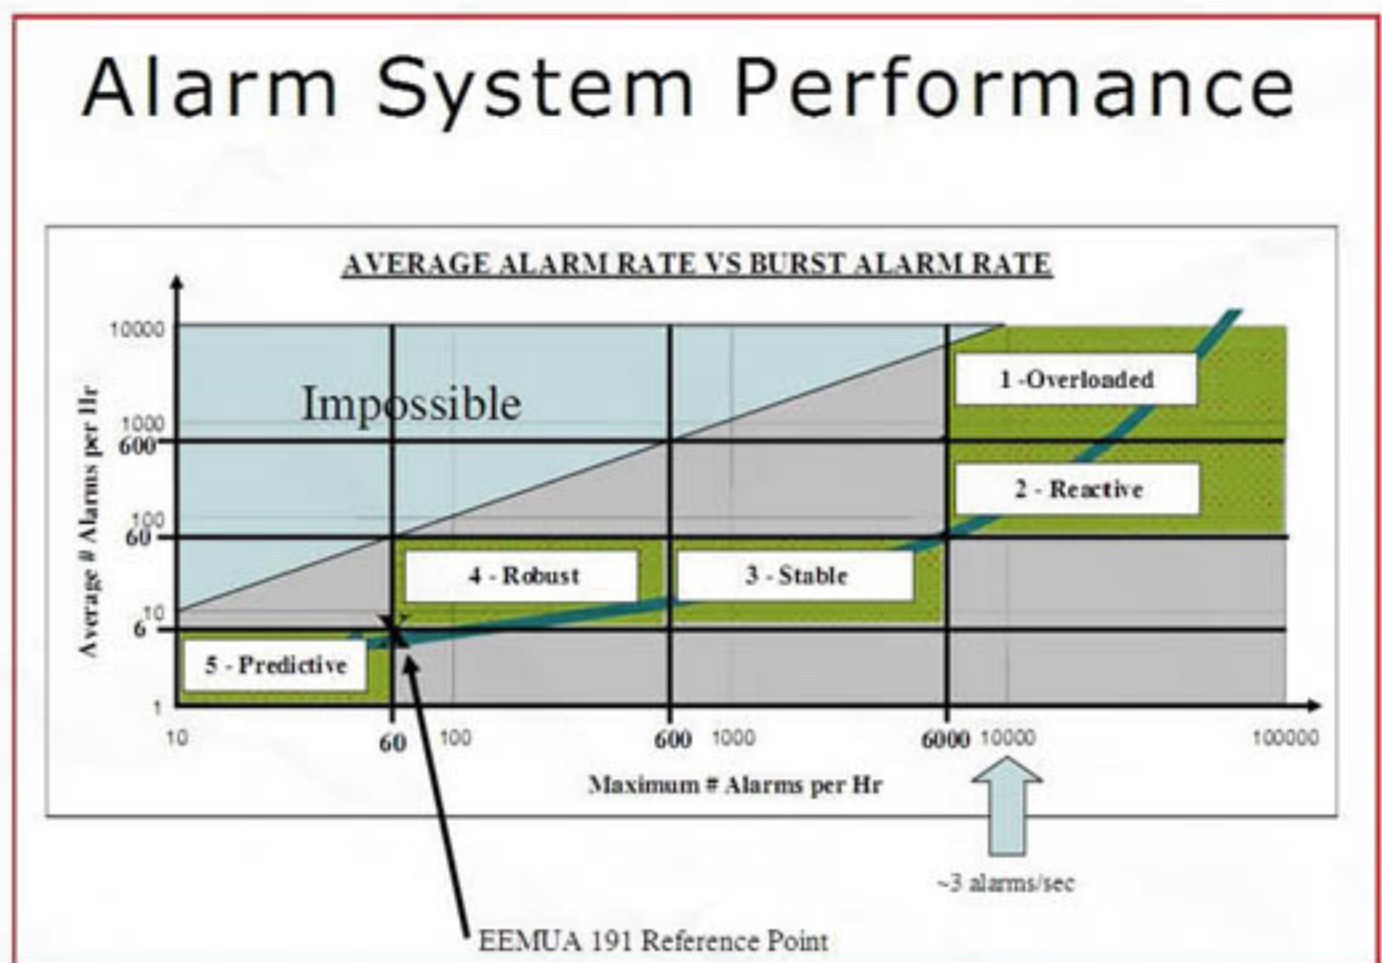 Alarm System Performance
AVERAGE ALARM RATE VS BURST ALARM RATE
Average # Alarms per Hr
10000
1000
600
100
60
10
6
1
Impossible
1 -Overloaded
2 - Reactive
4 - Robust
3 - Stable
5 - Predictive
10
60
100
600
1000
6000
10000
100000
Maximum # Alarms per Hr
~3 alarms/sec
EEMUA 191 Reference Point